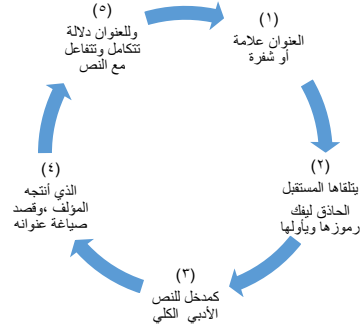 (١)
العنوان علامة
أو شفرة
(٢)
يتلقاها المستقبل
الحاذق ليفك
رموزها ويأولها
(٣)
كمدخل للنص
الأدبي الكلي
(٤)
الذي أنتجه
المؤلف ،وقصد
صياغة عنوانه
(٥)
وللعنوان دلالة
تتكامل وتتفاعل
مع النص